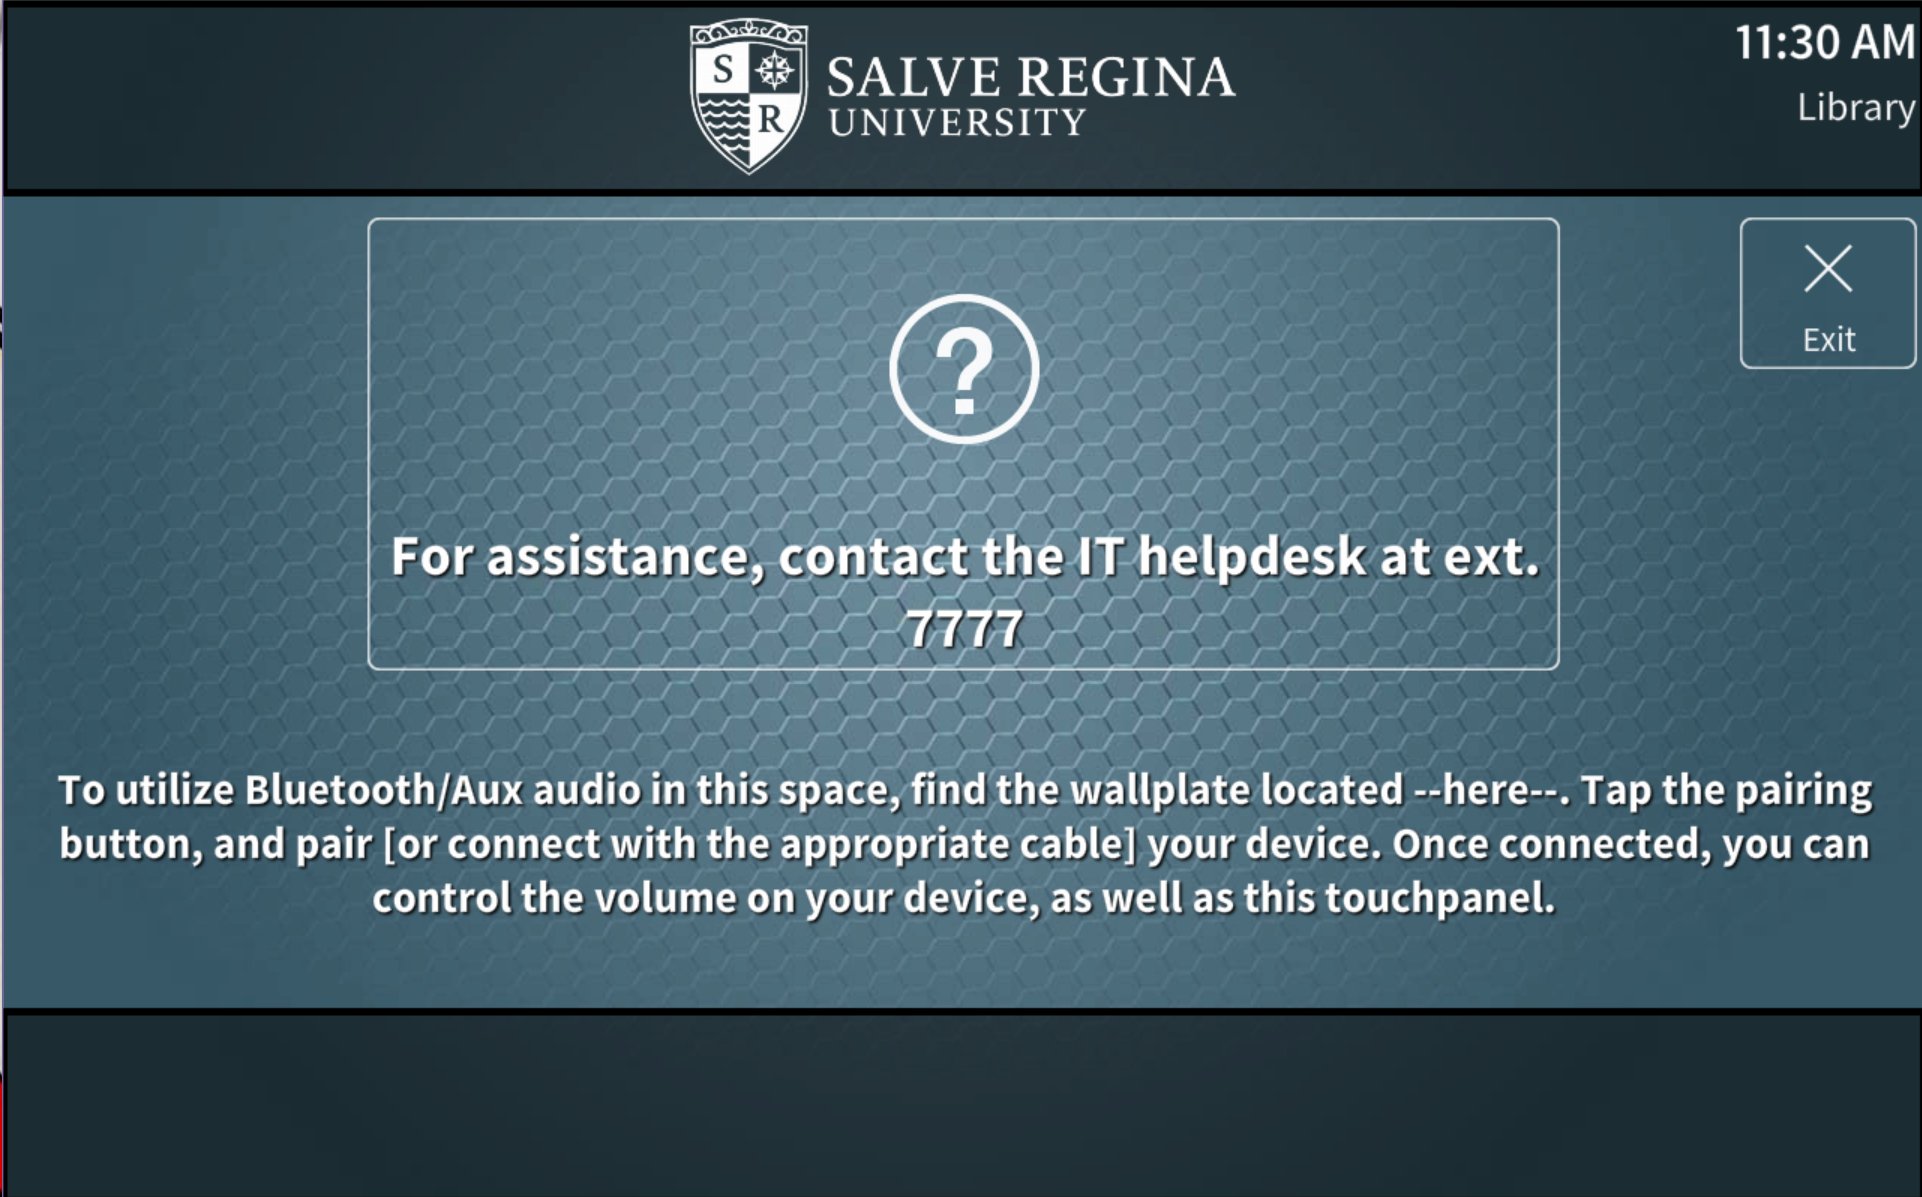 S
R
SALVE REGINA
UNIVERSITY
11:30 AM
Library
Exit
For assistance, contact the IT helpdesk at ext.
7777
To utilize Bluetooth/Aux audio in this space, find the wallplate located --here--. Tap the pairing
button, and pair [or connect with the appropriate cable] your device. Once connected, you can
control the volume on your device, as well as this touchpanel.